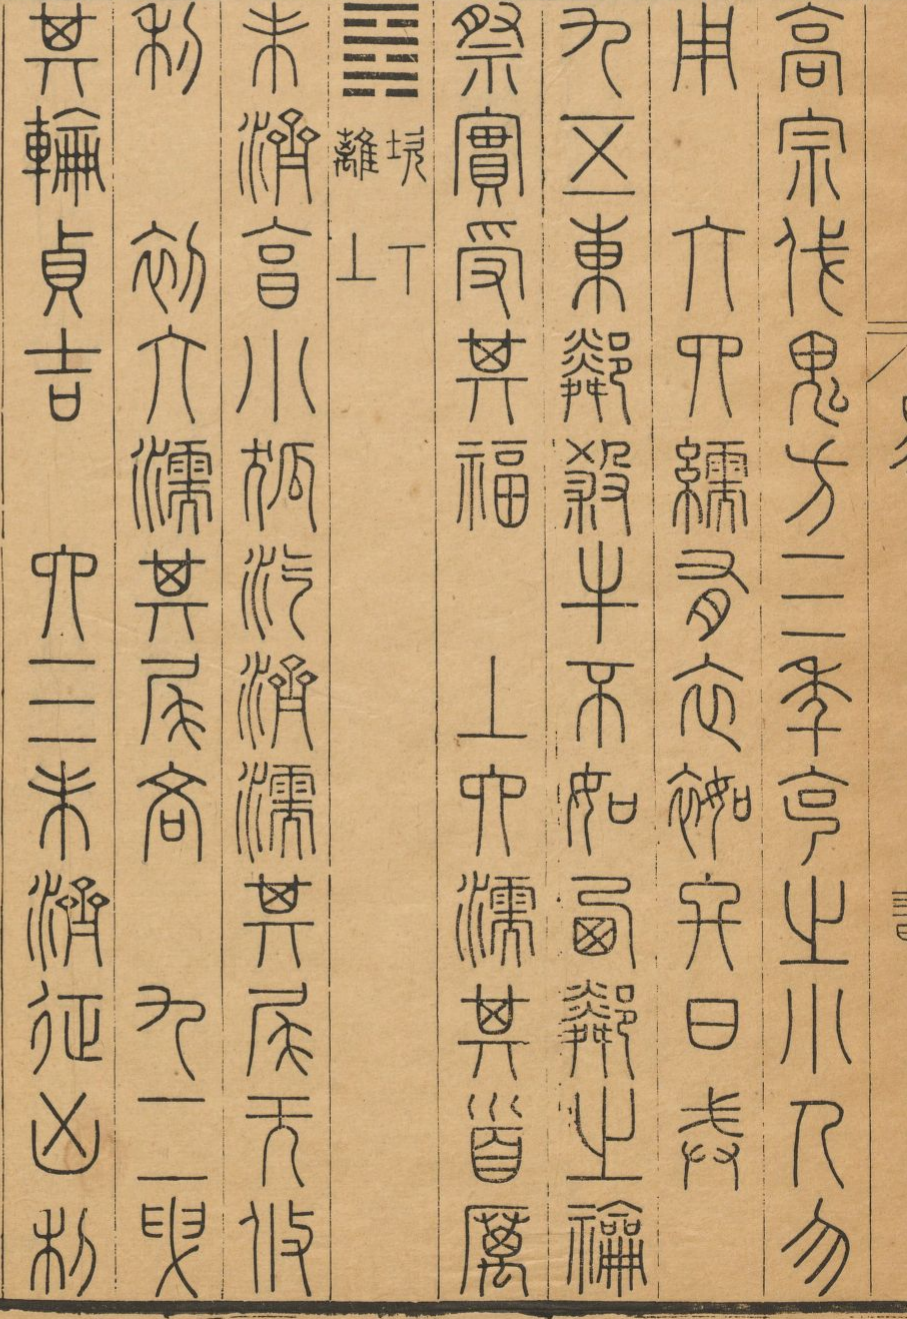 高宗伐鬼方三年克之小人勿
用　六四繻有衣袽終日戒
九五東鄰殺牛不如西鄰之禴
祭實受其福　上六濡其首厲
䷿坎下離上
未濟亨小狐汔濟濡其尾无攸
利　初六濡其尾吝　九二曳
其輪貞吉　六三未濟征凶利